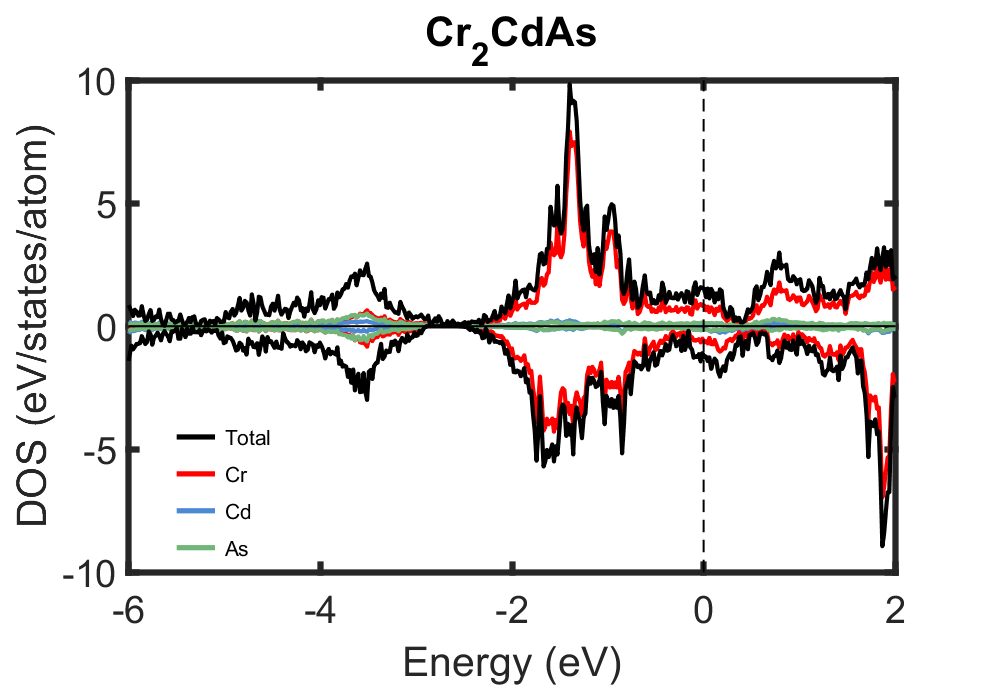 Cr₂CdAs
DOS (eV/states/atom)
10
5
0
-5
-10
Total
Cr
Cd
As
-6 -4 -2 0 2
Energy (eV)